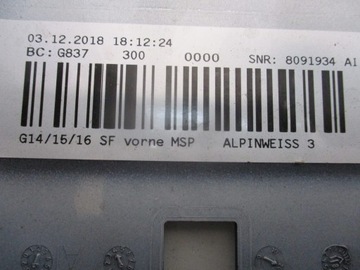 03.12.2018 18:12:24
BC: G837 300 0000 SNR: 8091934 AI
G14/15/16 SF vorne MSP ALPINWEISS 3